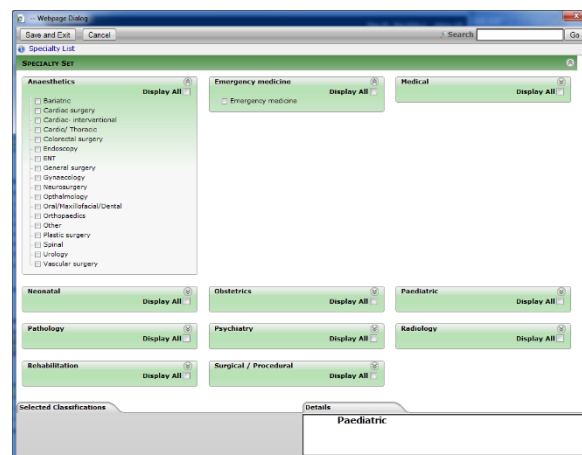 -- Webpage Dialog
Save and Exit Cancel Search Go
Specialty List
SPECIALTY SET
Anaesthetics
Display All
Bariatric
Cardiac surgery
Cardiac- interventional
Cardio/ Thoracic
Colorectal surgery
Endoscopy
ENT
General surgery
Gynaecology
Neurosurgery
Opthalmology
Oral/Maxillofacial/Dental
Orthopaedics
Other
Plastic surgery
Spinal
Urology
Vascular surgery
Emergency medicine
Display All
Emergency medicine
Medical
Display All
Neonatal
Display All
Obstetrics
Display All
Paediatric
Display All
Pathology
Display All
Psychiatry
Display All
Radiology
Display All
Rehabilitation
Display All
Surgical / Procedural
Display All
Selected Classifications
Details
Paediatric